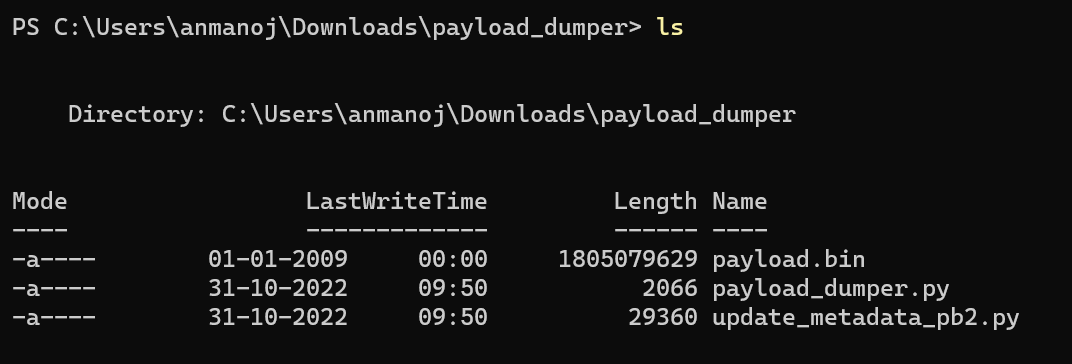 PS C:\Users\anmanoj\Downloads\payload_dumper> ls
Directory: C:\Users\anmanoj\Downloads\payload_dumper
Mode LastWriteTime Length Name
---- ------------- ------ ----
-a---- 01-01-2009 00:00 1805079629 payload.bin
-a---- 31-10-2022 09:50 2066 payload_dumper.py
-a---- 31-10-2022 09:50 29360 update_metadata_pb2.py